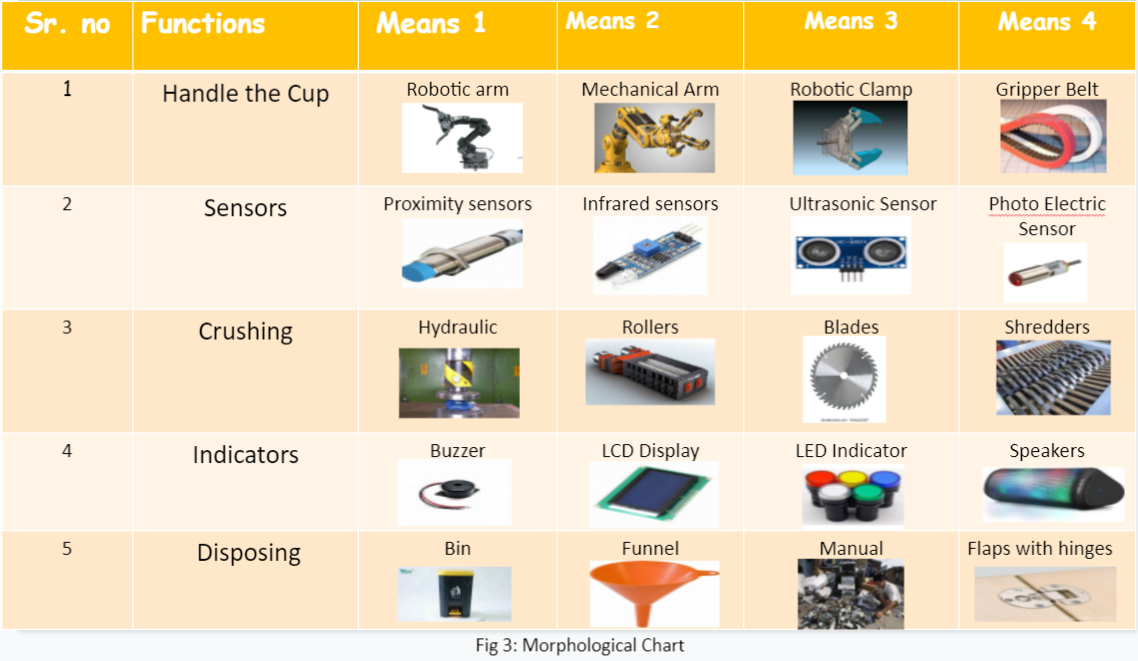 Sr. no Functions Means 1 Means 2 Means 3 Means 4
1 Handle the Cup Robotic arm Mechanical Arm Robotic Clamp Gripper Belt
2 Sensors Proximity sensors Infrared sensors Ultrasonic Sensor Photo Electric
Sensor
3 Crushing Hydraulic Rollers Blades Shredders
4 Indicators Buzzer LCD Display LED Indicator Speakers
5 Disposing Bin Funnel Manual Flaps with hinges
Fig 3: Morphological Chart